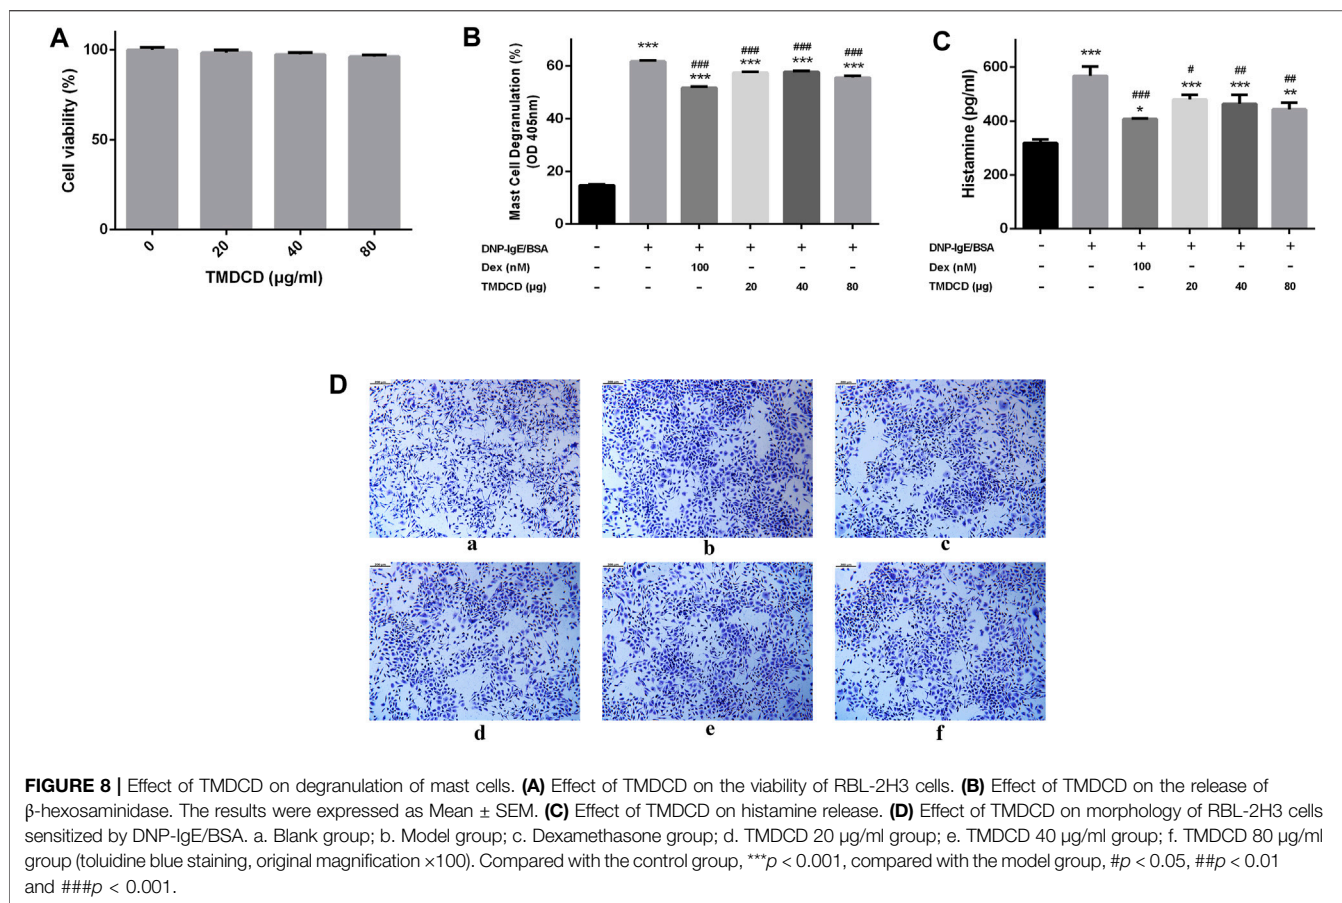 A
Cell viability (%)
100
50
0
0 20 40 80
TMDCD (µg/ml)
B
Mast Cell Degranulation (%)
(OD 405nm)
60
40
20
0
***
###
***
###
***
###
***
###
***
DNP-IgE/BSA - + + + + +
Dex (nM) - - 100 - - -
TMDCD (µg) - - - 20 40 80
C
Histamine (pg/ml)
600
400
200
0
***
###
*
#
***
##
***
##
**
DNP-IgE/BSA - + + + + +
Dex (nM) - - 100 - - -
TMDCD (µg) - - - 20 40 80
D
a
b
c
d
e
f
FIGURE 8 | Effect of TMDCD on degranulation of mast cells. (A) Effect of TMDCD on the viability of RBL-2H3 cells. (B) Effect of TMDCD on the release of
β-hexosaminidase. The results were expressed as Mean ± SEM. (C) Effect of TMDCD on histamine release. (D) Effect of TMDCD on morphology of RBL-2H3 cells
sensitized by DNP-IgE/BSA. a. Blank group; b. Model group; c. Dexamethasone group; d. TMDCD 20 µg/ml group; e. TMDCD 40 µg/ml group; f. TMDCD 80 µg/ml
group (toluidine blue staining, original magnification ×100). Compared with the control group, ***p < 0.001, compared with the model group, #p < 0.05, ##p < 0.01
and ###p < 0.001.